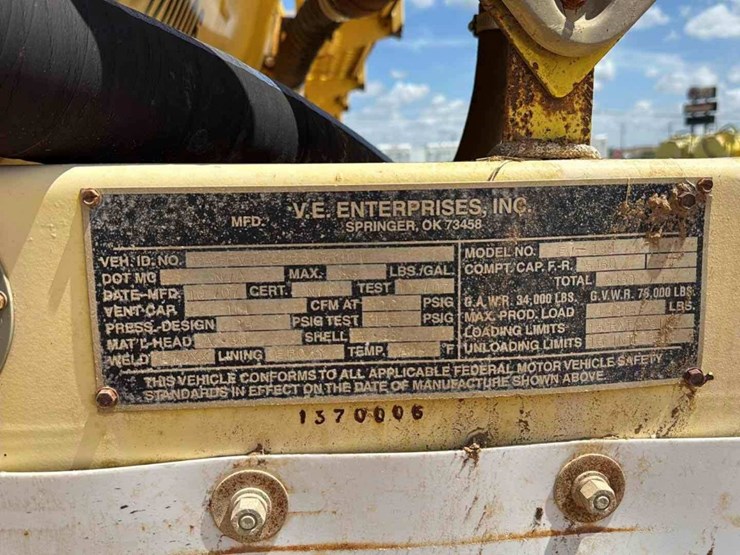 MFD. V.E. ENTERPRISES, INC.
SPRINGER, OK 73458
VEH. ID. NO.
DOT MC MAX. LBS./GAL.
DATE-MFD. CERT. TEST
VENT CAP. CFM AT PSIG
PRESS.-DESIGN PSIG TEST PSIG
MAT'L-HEAD SHELL
WELD LINING TEMP. °F
MODEL NO.
COMPT. CAP. F.-R.
TOTAL
G.A.W.R. 34,000 LBS. G.V.W.R. 76,000 LBS.
MAX. PROD. LOAD LBS.
LOADING LIMITS
UNLOADING LIMITS
THIS VEHICLE CONFORMS TO ALL APPLICABLE FEDERAL MOTOR VEHICLE SAFETY
STANDARDS IN EFFECT ON THE DATE OF MANUFACTURE SHOWN ABOVE
1370006